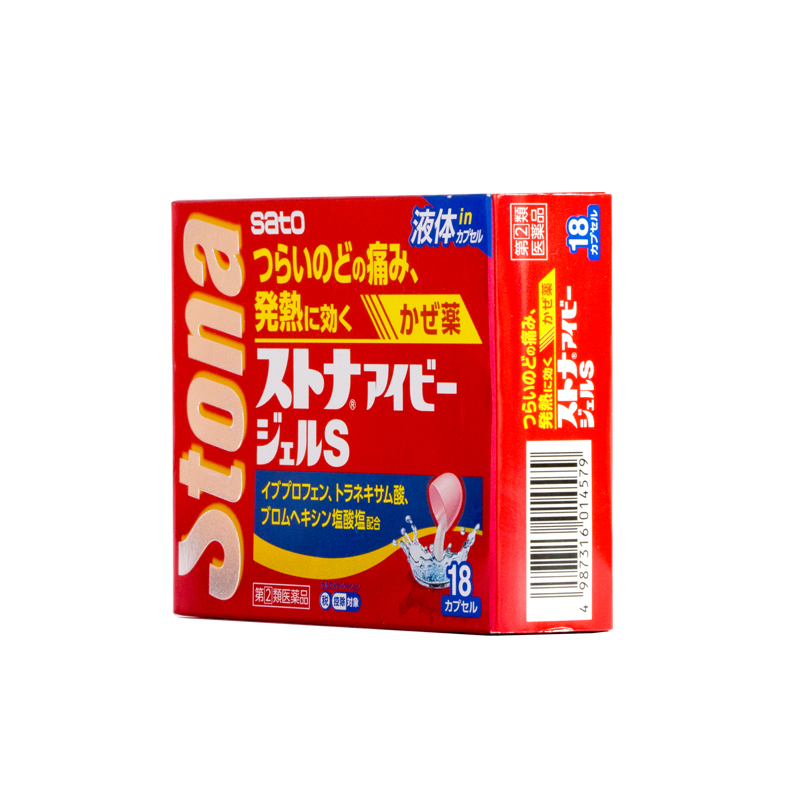 Stona
sato
液体inカプセル
つらいのどの痛み、
発熱に効く かぜ薬
ストナ®アイビー
ジェルS
イブプロフェン、トラネキサム酸、
ブロムヘキシン塩酸塩配合
第②類医薬品
税 控除 対象
18
カプセル
第②類
医薬品
18
カプセル
つらいのどの痛み、
発熱に効く かぜ薬
ストナ®アイビー
ジェルS
4 987316 014579